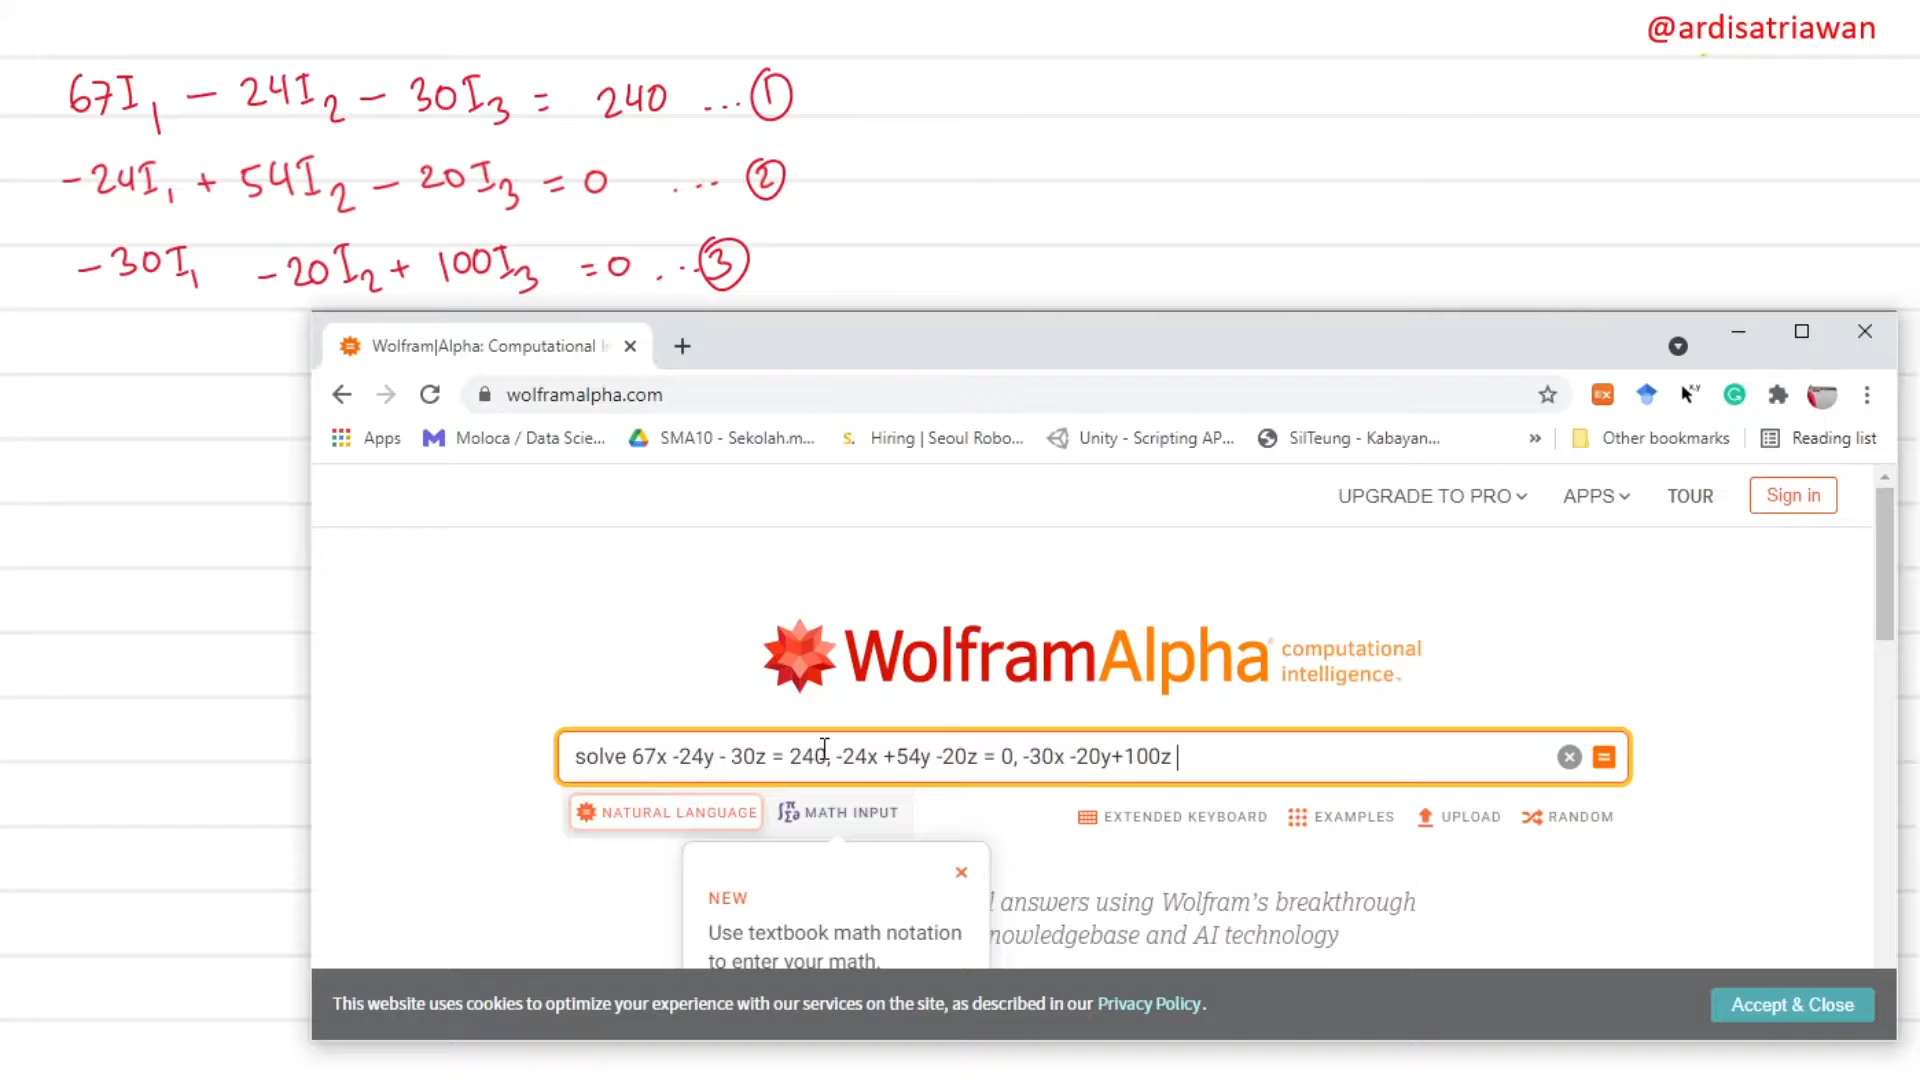 @ardisatriawan
67I₁ - 24I₂ - 30I₃ = 240 ...①
-24I₁ + 54I₂ - 20I₃ = 0 ... ②
-30I₁ -20I₂ + 100I₃ = 0 ...③
Wolfram|Alpha: Computational I
wolframalpha.com
Apps Moloca / Data Scie... SMA10 - Sekolah.m... Hiring | Seoul Robo... Unity - Scripting AP... SilTeung - Kabayan... » Other bookmarks Reading list
UPGRADE TO PRO APPS TOUR Sign in
WolframAlpha computational
intelligence.
solve 67x -24y - 30z = 240, -24x +54y -20z = 0, -30x -20y+100z
NATURAL LANGUAGE MATH INPUT EXTENDED KEYBOARD EXAMPLES UPLOAD RANDOM
NEW
Use textbook math notation
to enter your math.
answers using Wolfram's breakthrough
nowledgebase and AI technology
This website uses cookies to optimize your experience with our services on the site, as described in our Privacy Policy.
Accept & Close